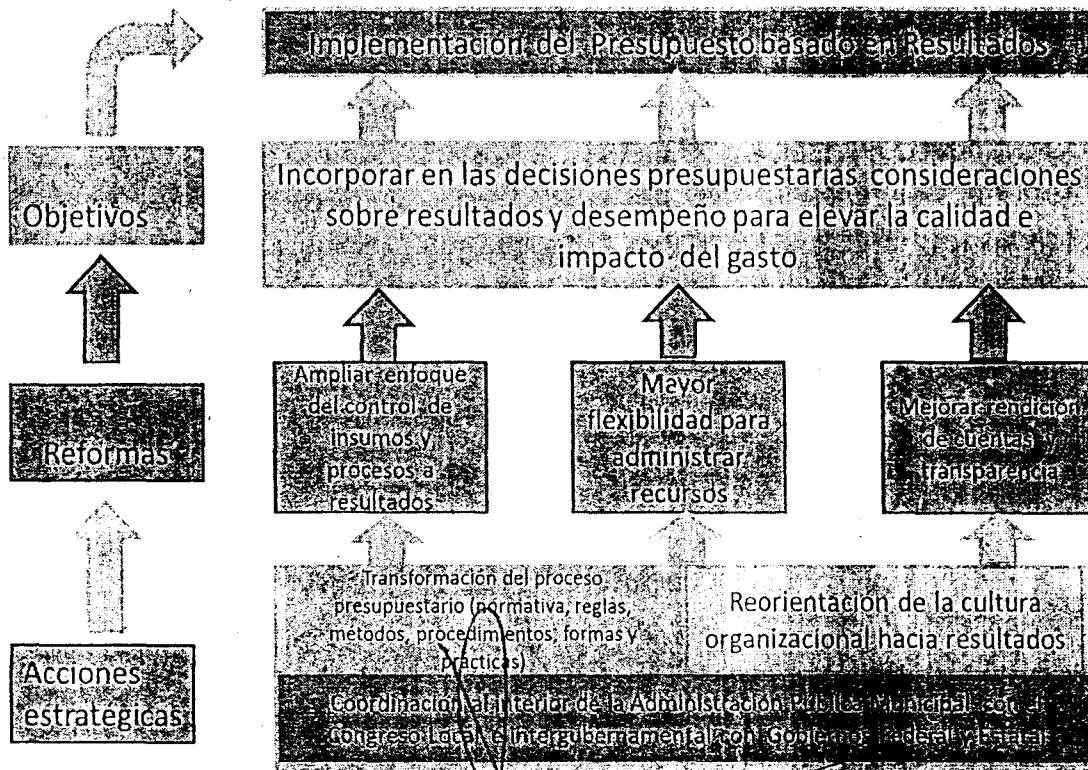 Implementación del Presupuesto basado en Resultados
Objetivos
Incorporar en las decisiones presupuestarias consideraciones
sobre resultados y desempeño para elevar la calidad e
impacto del gasto
Reformas
Ampliar enfoque
del control de
insumos y
procesos a
resultados
Mayor
flexibilidad para
administrar
recursos
Mejorar rendición
de cuentas y
transparencia
Acciones
estratégicas
Transformación del proceso
presupuestario (normativa, reglas,
métodos, procedimientos, formas y
prácticas)
Reorientación de la cultura
organizacional hacia resultados
Coordinación al interior de la Administración Pública Municipal, con el
Congreso Local e Intergubernamental con Gobierno Federal y Estatal